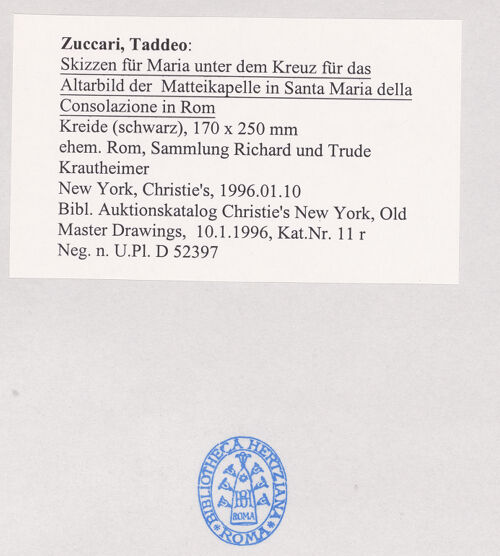 Zuccari, Taddeo:
Skizzen für Maria unter dem Kreuz für das
Altarbild der Matteikapelle in Santa Maria della
Consolazione in Rom
Kreide (schwarz), 170 x 250 mm
ehem. Rom, Sammlung Richard und Trude
Krautheimer
New York, Christie's, 1996.01.10
Bibl. Auktionskatalog Christie's New York, Old
Master Drawings, 10.1.1996, Kat.Nr. 11 r
Neg. n. U.Pl. D 52397
BIBLIOTHECA HERTZIANA
ROMA
ROMA